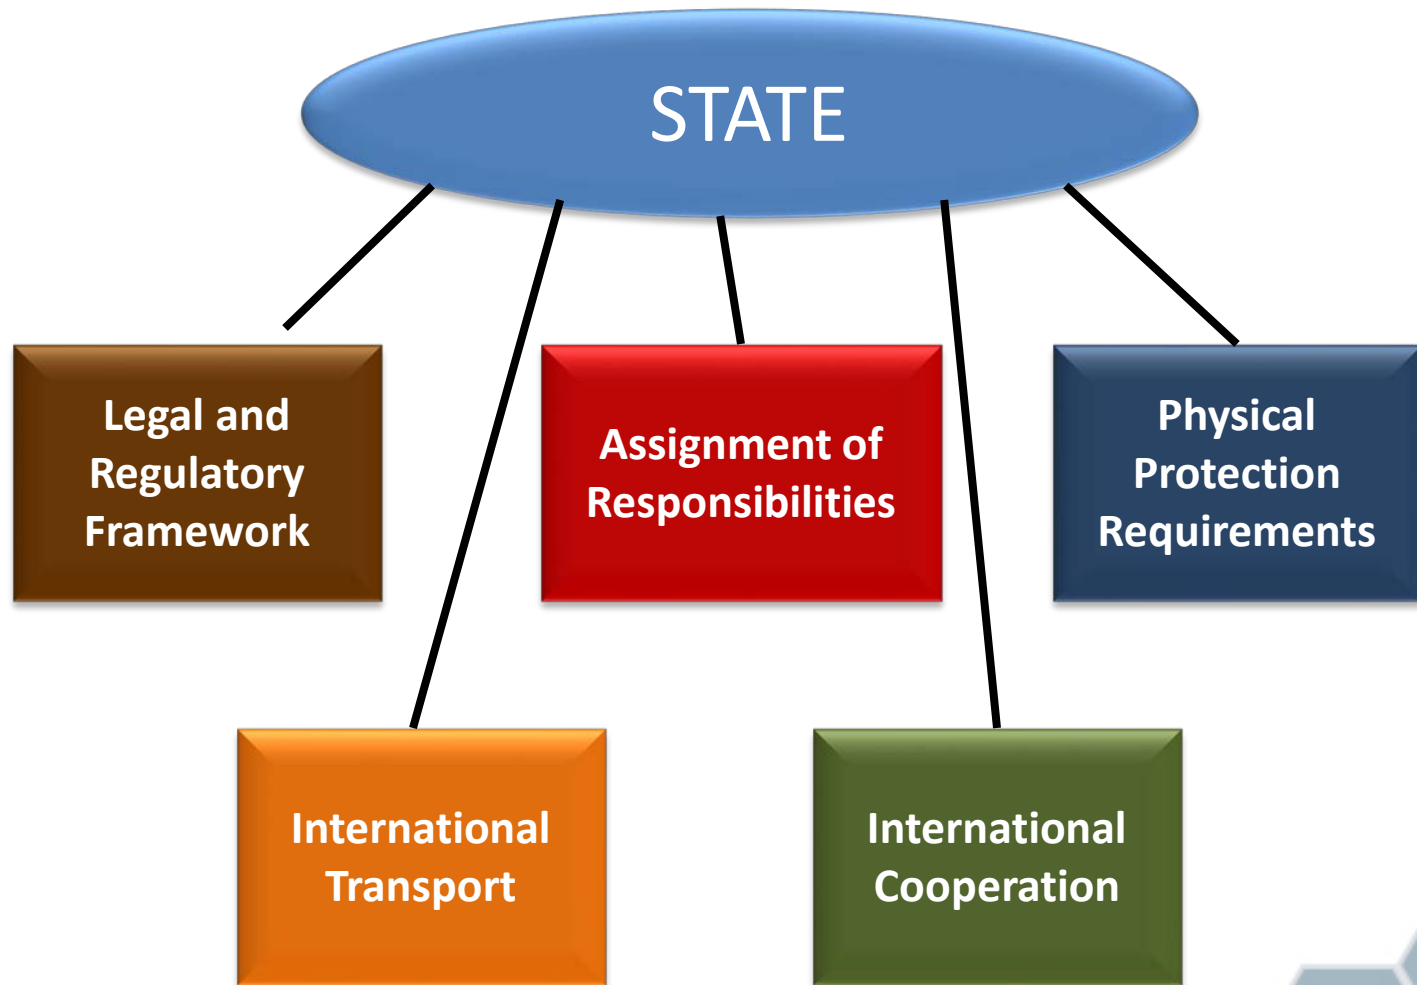 STATE
Legal and
Regulatory
Framework
Assignment of
Responsibilities
Physical
Protection
Requirements
International
Transport
International
Cooperation